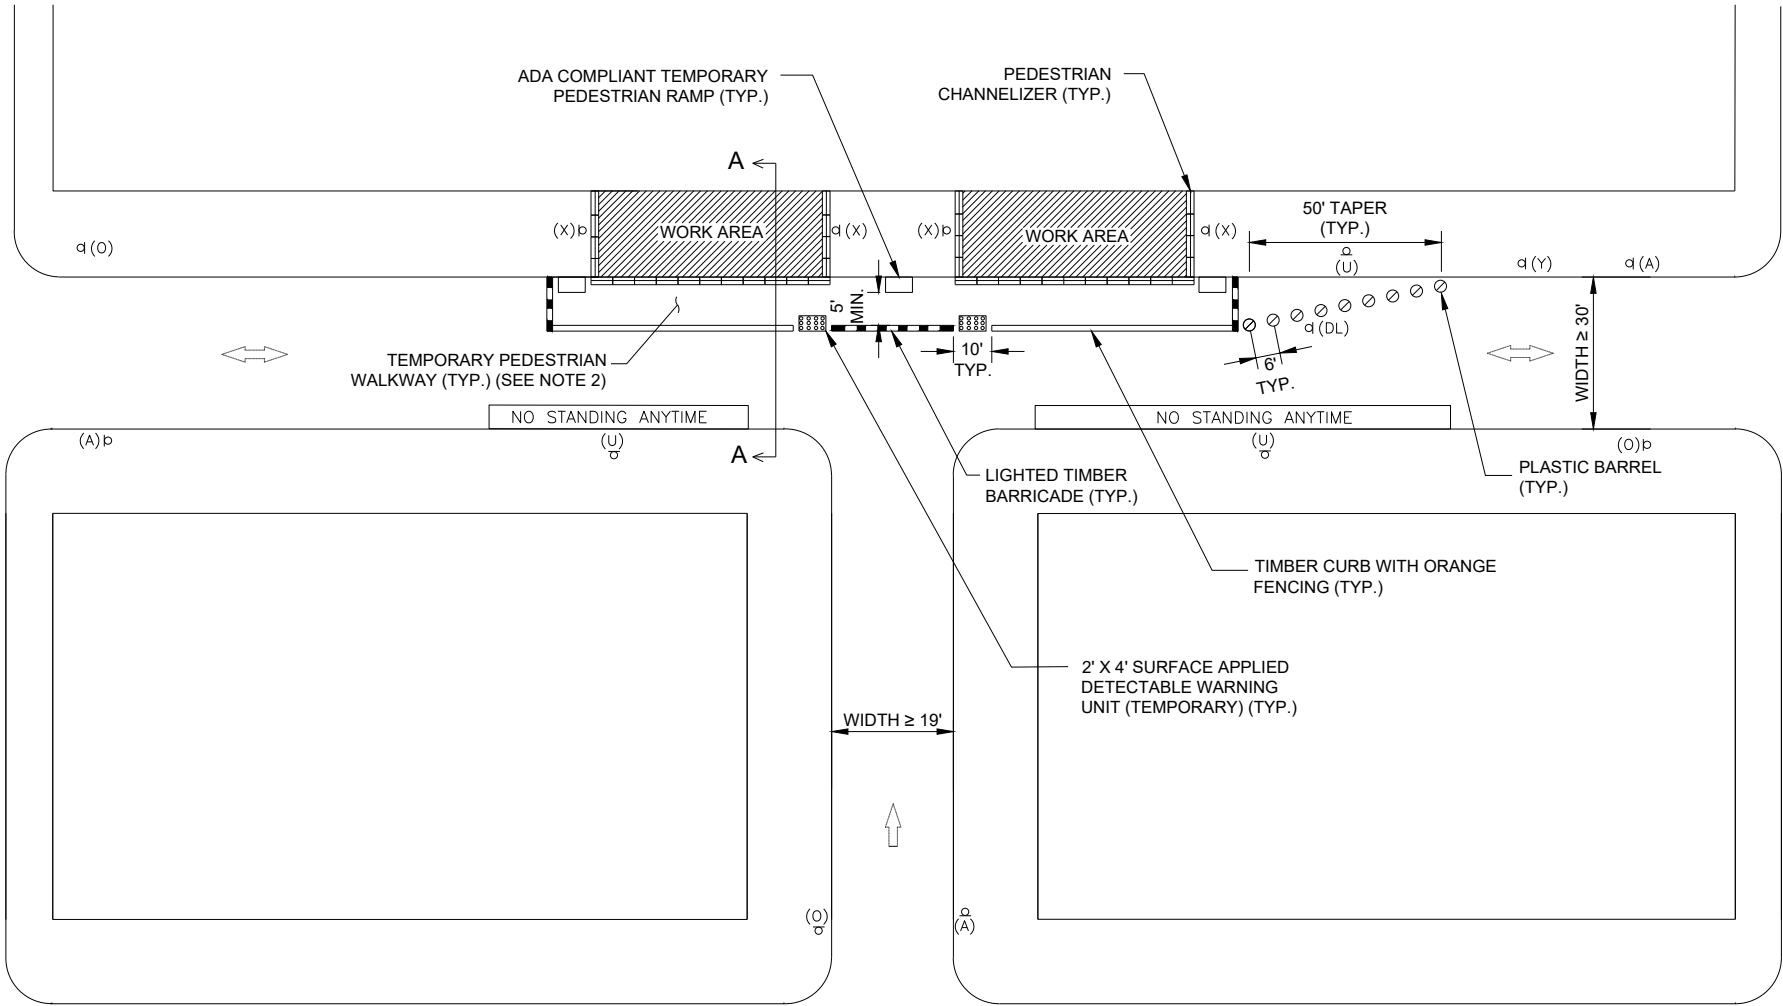 ADA COMPLIANT TEMPORARY
PEDESTRIAN RAMP (TYP.)
PEDESTRIAN
CHANNELIZER (TYP.)
A
50' TAPER
(TYP.)
(X)
WORK AREA
(X)
(X)
WORK AREA
(X)
(O)
(U)
(Y)
(A)
5'
MIN.
(DL)
WIDTH ≥ 30'
TEMPORARY PEDESTRIAN
WALKWAY (TYP.) (SEE NOTE 2)
10'
TYP.
6'
TYP.
NO STANDING ANYTIME
NO STANDING ANYTIME
(A)
(U)
A
(U)
(O)
LIGHTED TIMBER
BARRICADE (TYP.)
PLASTIC BARREL
(TYP.)
TIMBER CURB WITH ORANGE
FENCING (TYP.)
2' X 4' SURFACE APPLIED
DETECTABLE WARNING
UNIT (TEMPORARY) (TYP.)
WIDTH ≥ 19'
(O)
(A)